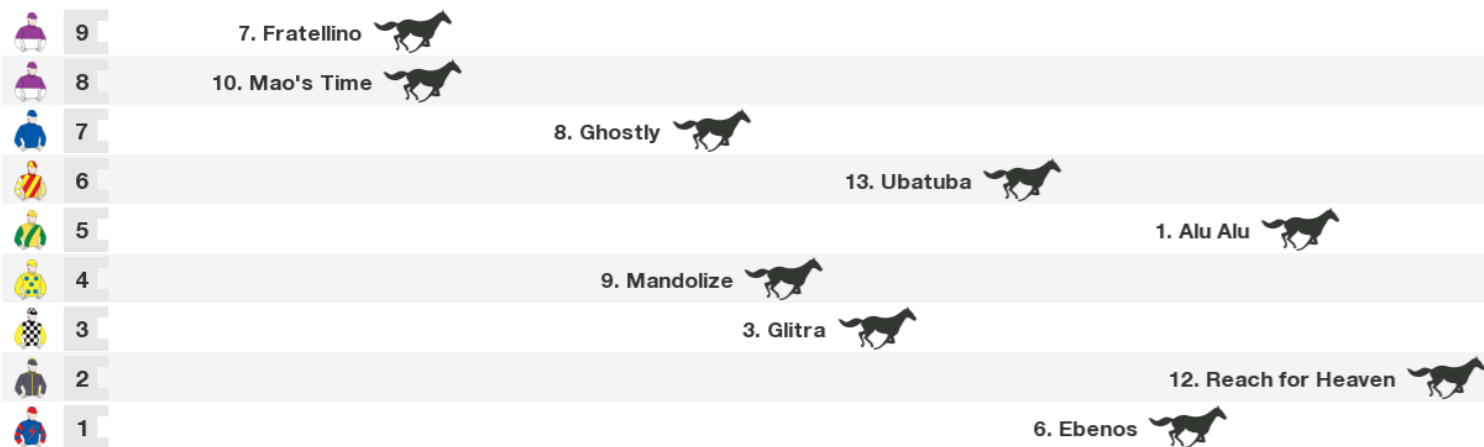 9 7. Fratellino
8 10. Mao's Time
7 8. Ghostly
6 13. Ubatuba
5 1. Alu Alu
4 9. Mandolize
3 3. Glitra
2 12. Reach for Heaven
1 6. Ebenos